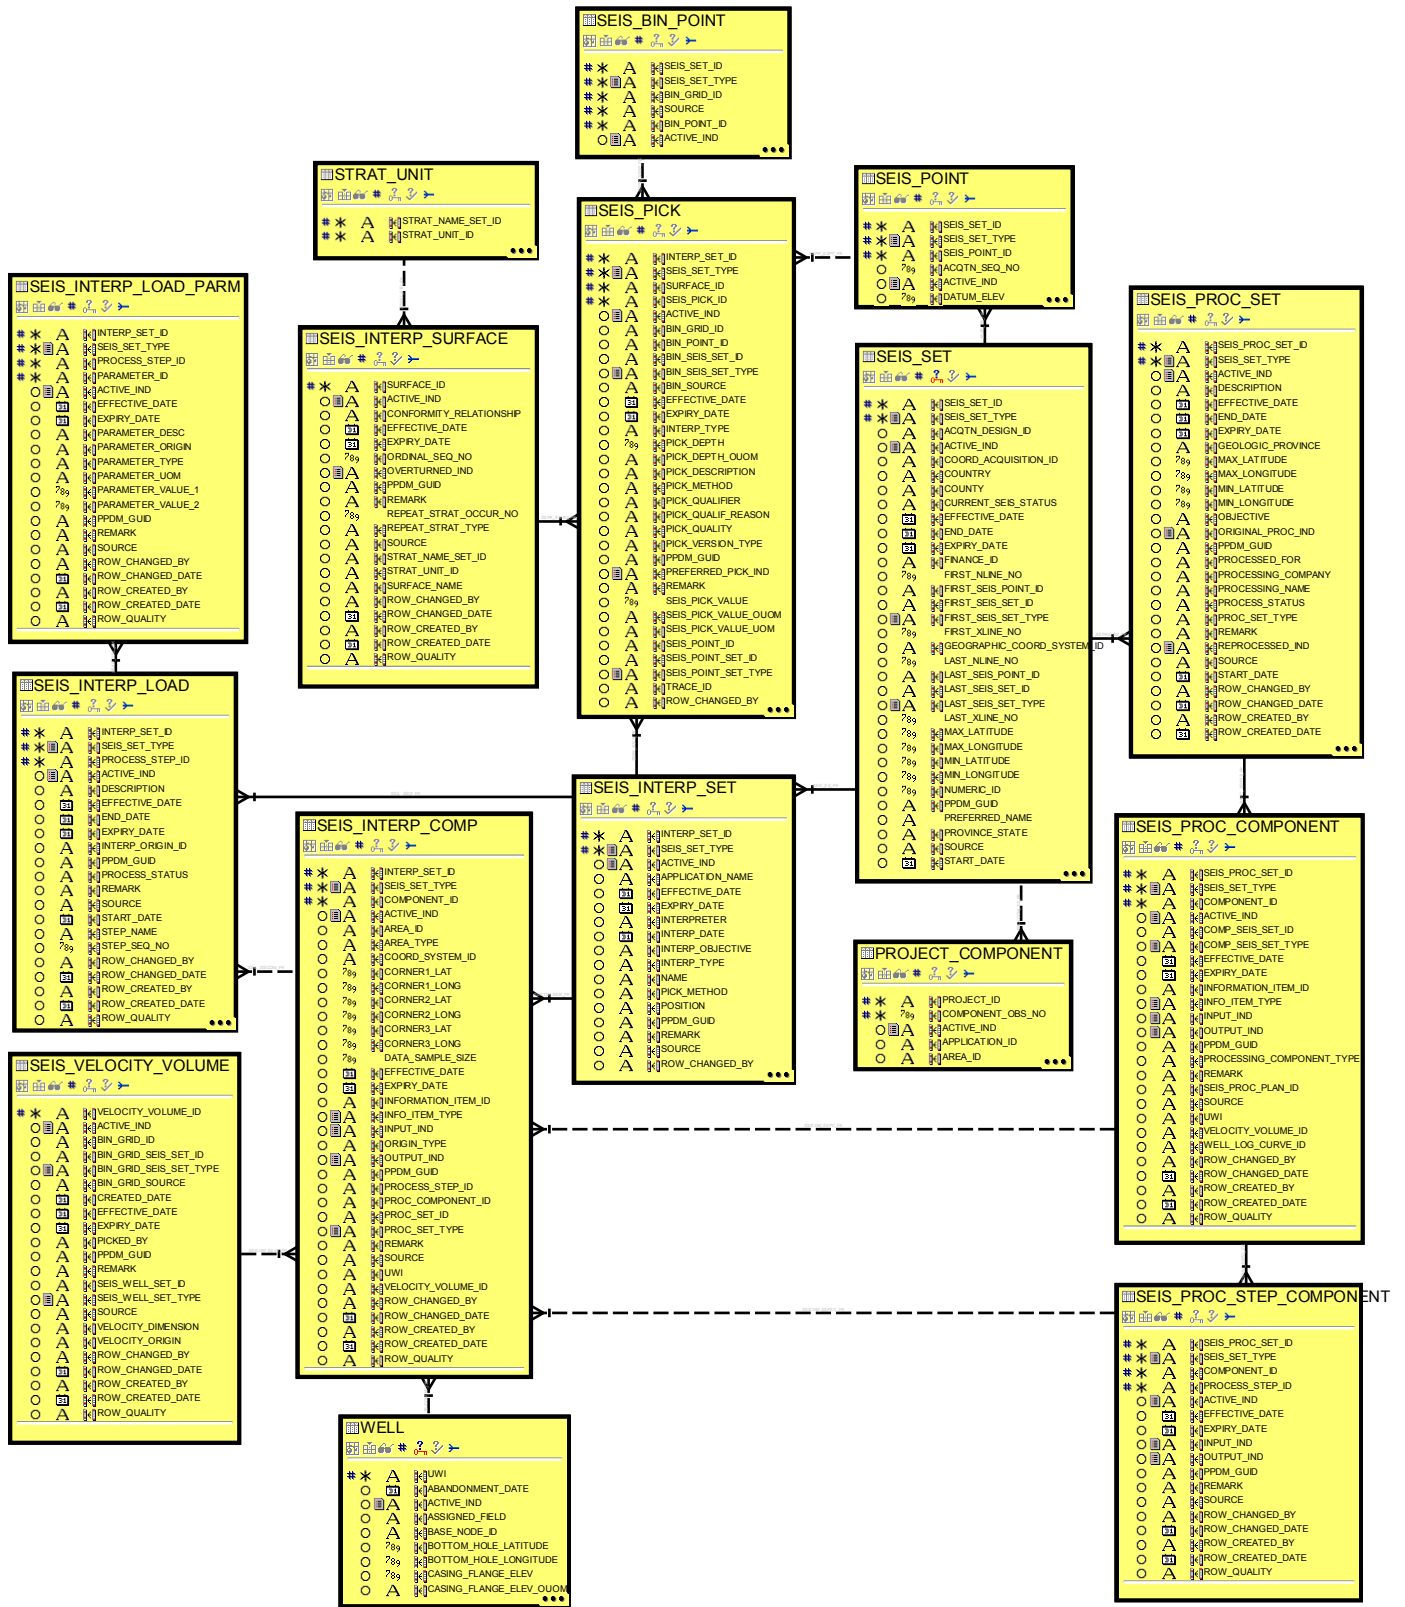 SEIS_BIN_POINT
SEIS_SET_ID
SEIS_SET_TYPE
BIN_GRID_ID
SOURCE
BIN_POINT_ID
ACTIVE_IND
STRAT_UNIT
STRAT_NAME_SET_ID
STRAT_UNIT_ID
SEIS_PICK
INTERP_SET_ID
SEIS_SET_TYPE
SURFACE_ID
SEIS_PICK_ID
ACTIVE_IND
BIN_GRID_ID
BIN_POINT_ID
BIN_SEIS_SET_ID
BIN_SEIS_SET_TYPE
BIN_SOURCE
EFFECTIVE_DATE
EXPIRY_DATE
INTERP_TYPE
PICK_DEPTH
PICK_DEPTH_OUOM
PICK_DESCRIPTION
PICK_METHOD
PICK_QUALIFIER
PICK_QUALIF_REASON
PICK_QUALITY
PICK_VERSION_TYPE
PPDM_GUID
PREFERRED_PICK_IND
REMARK
SEIS_PICK_VALUE
SEIS_PICK_VALUE_OUOM
SEIS_PICK_VALUE_UOM
SEIS_POINT_ID
SEIS_POINT_SET_ID
SEIS_POINT_SET_TYPE
TRACE_ID
ROW_CHANGED_BY
SEIS_POINT
SEIS_SET_ID
SEIS_SET_TYPE
SEIS_POINT_ID
ACQTN_SEQ_NO
ACTIVE_IND
DATUM_ELEV
SEIS_INTERP_LOAD_PARM
INTERP_SET_ID
SEIS_SET_TYPE
PROCESS_STEP_ID
PARAMETER_ID
ACTIVE_IND
EFFECTIVE_DATE
EXPIRY_DATE
PARAMETER_DESC
PARAMETER_ORIGIN
PARAMETER_TYPE
PARAMETER_UOM
PARAMETER_VALUE_1
PARAMETER_VALUE_2
PPDM_GUID
REMARK
SOURCE
ROW_CHANGED_BY
ROW_CHANGED_DATE
ROW_CREATED_BY
ROW_CREATED_DATE
ROW_QUALITY
SEIS_INTERP_SURFACE
SURFACE_ID
ACTIVE_IND
CONFORMITY_RELATIONSHIP
EFFECTIVE_DATE
EXPIRY_DATE
ORDINAL_SEQ_NO
OVERTURNED_IND
PPDM_GUID
REMARK
REPEAT_STRAT_OCCUR_NO
REPEAT_STRAT_TYPE
SOURCE
STRAT_NAME_SET_ID
STRAT_UNIT_ID
SURFACE_NAME
ROW_CHANGED_BY
ROW_CHANGED_DATE
ROW_CREATED_BY
ROW_CREATED_DATE
ROW_QUALITY
SEIS_SET
SEIS_SET_ID
SEIS_SET_TYPE
ACQTN_DESIGN_ID
ACTIVE_IND
COORD_ACQUISITION_ID
COUNTRY
COUNTY
CURRENT_SEIS_STATUS
EFFECTIVE_DATE
END_DATE
EXPIRY_DATE
FINANCE_ID
FIRST_NLINE_NO
FIRST_SEIS_POINT_ID
FIRST_SEIS_SET_ID
FIRST_SEIS_SET_TYPE
FIRST_XLINE_NO
GEOGRAPHIC_COORD_SYSTEM_ID
LAST_NLINE_NO
LAST_SEIS_POINT_ID
LAST_SEIS_SET_ID
LAST_SEIS_SET_TYPE
LAST_XLINE_NO
MAX_LATITUDE
MAX_LONGITUDE
MIN_LATITUDE
MIN_LONGITUDE
NUMERIC_ID
PPDM_GUID
PREFERRED_NAME
PROVINCE_STATE
SOURCE
START_DATE
SEIS_PROC_SET
SEIS_PROC_SET_ID
SEIS_SET_TYPE
ACTIVE_IND
DESCRIPTION
EFFECTIVE_DATE
END_DATE
EXPIRY_DATE
GEOLOGIC_PROVINCE
MAX_LATITUDE
MAX_LONGITUDE
MIN_LATITUDE
MIN_LONGITUDE
OBJECTIVE
ORIGINAL_PROC_IND
PPDM_GUID
PROCESSED_FOR
PROCESSING_COMPANY
PROCESSING_NAME
PROCESS_STATUS
PROC_SET_TYPE
REMARK
REPROCESSED_IND
SOURCE
START_DATE
ROW_CHANGED_BY
ROW_CHANGED_DATE
ROW_CREATED_BY
ROW_CREATED_DATE
SEIS_INTERP_LOAD
INTERP_SET_ID
SEIS_SET_TYPE
PROCESS_STEP_ID
ACTIVE_IND
DESCRIPTION
EFFECTIVE_DATE
END_DATE
EXPIRY_DATE
INTERP_ORIGIN_ID
PPDM_GUID
PROCESS_STATUS
REMARK
SOURCE
START_DATE
STEP_NAME
STEP_SEQ_NO
ROW_CHANGED_BY
ROW_CHANGED_DATE
ROW_CREATED_BY
ROW_CREATED_DATE
ROW_QUALITY
SEIS_INTERP_COMP
INTERP_SET_ID
SEIS_SET_TYPE
COMPONENT_ID
ACTIVE_IND
AREA_ID
AREA_TYPE
COORD_SYSTEM_ID
CORNER1_LAT
CORNER1_LONG
CORNER2_LAT
CORNER2_LONG
CORNER3_LAT
CORNER3_LONG
DATA_SAMPLE_SIZE
EFFECTIVE_DATE
EXPIRY_DATE
INFORMATION_ITEM_ID
INFO_ITEM_TYPE
INPUT_IND
ORIGIN_TYPE
OUTPUT_IND
PPDM_GUID
PROCESS_STEP_ID
PROC_COMPONENT_ID
PROC_SET_ID
PROC_SET_TYPE
REMARK
SOURCE
UWI
VELOCITY_VOLUME_ID
ROW_CHANGED_BY
ROW_CHANGED_DATE
ROW_CREATED_BY
ROW_CREATED_DATE
ROW_QUALITY
SEIS_INTERP_SET
INTERP_SET_ID
SEIS_SET_TYPE
ACTIVE_IND
APPLICATION_NAME
EFFECTIVE_DATE
EXPIRY_DATE
INTERPRETER
INTERP_DATE
INTERP_OBJECTIVE
INTERP_TYPE
NAME
PICK_METHOD
POSITION
PPDM_GUID
REMARK
SOURCE
ROW_CHANGED_BY
PROJECT_COMPONENT
PROJECT_ID
COMPONENT_OBS_NO
ACTIVE_IND
APPLICATION_ID
AREA_ID
SEIS_PROC_COMPONENT
SEIS_PROC_SET_ID
SEIS_SET_TYPE
COMPONENT_ID
ACTIVE_IND
COMP_SEIS_SET_ID
COMP_SEIS_SET_TYPE
EFFECTIVE_DATE
EXPIRY_DATE
INFORMATION_ITEM_ID
INFO_ITEM_TYPE
INPUT_IND
OUTPUT_IND
PPDM_GUID
PROCESSING_COMPONENT_TYPE
REMARK
SEIS_PROC_PLAN_ID
SOURCE
UWI
VELOCITY_VOLUME_ID
WELL_LOG_CURVE_ID
ROW_CHANGED_BY
ROW_CHANGED_DATE
ROW_CREATED_BY
ROW_CREATED_DATE
ROW_QUALITY
SEIS_VELOCITY_VOLUME
VELOCITY_VOLUME_ID
ACTIVE_IND
BIN_GRID_ID
BIN_GRID_SEIS_SET_ID
BIN_GRID_SEIS_SET_TYPE
BIN_GRID_SOURCE
CREATED_DATE
EFFECTIVE_DATE
EXPIRY_DATE
PICKED_BY
PPDM_GUID
REMARK
SEIS_WELL_SET_ID
SEIS_WELL_SET_TYPE
SOURCE
VELOCITY_DIMENSION
VELOCITY_ORIGIN
ROW_CHANGED_BY
ROW_CHANGED_DATE
ROW_CREATED_BY
ROW_CREATED_DATE
ROW_QUALITY
SEIS_PROC_STEP_COMPONENT
SEIS_PROC_SET_ID
SEIS_SET_TYPE
COMPONENT_ID
PROCESS_STEP_ID
ACTIVE_IND
EFFECTIVE_DATE
EXPIRY_DATE
INPUT_IND
OUTPUT_IND
PPDM_GUID
REMARK
SOURCE
ROW_CHANGED_BY
ROW_CHANGED_DATE
ROW_CREATED_BY
ROW_CREATED_DATE
ROW_QUALITY
WELL
UWI
ABANDONMENT_DATE
ACTIVE_IND
ASSIGNED_FIELD
BASE_NODE_ID
BOTTOM_HOLE_LATITUDE
BOTTOM_HOLE_LONGITUDE
CASING_FLANGE_ELEV
CASING_FLANGE_ELEV_OUOM